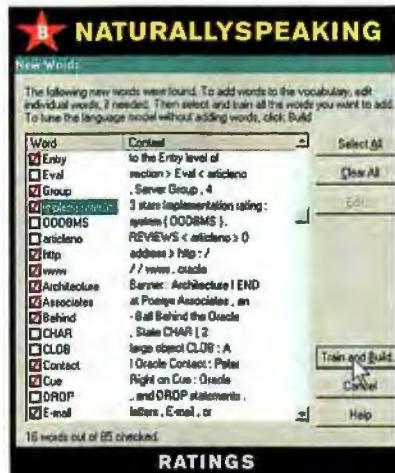 B NATURALLYSPEAKING
New Words
The following new words were found. To add words to the vocabulary, edit
individual words, if needed. Then select and train all the words you want to add.
To tune the language model without adding words, click Build
Word Context Select All
Entry to the Entry level of
Eval section > Eval < articleno Clear All
Group , Server Group , 4
Implementation 3 stars Implementation rating : Edit...
OODBMS system ( OODBMS ),
articleno REVIEWS < articleno > 0
http address > http : /
www / / www . oracle
Architecture Banner : Architecture | END
Associates at Poseys Associates , an
Behind - Ball Behind the Oracle
CHAR , State CHAR [ 2
CLOB large object CLOB : A Train and Build
Contact | Oracle Contact : Peter
Cue Right on Cue : Oracle Cancel
DROP , and DROP statements ,
E-mail letters , E-mail , or Help
16 words out of 85 checked.
RATINGS